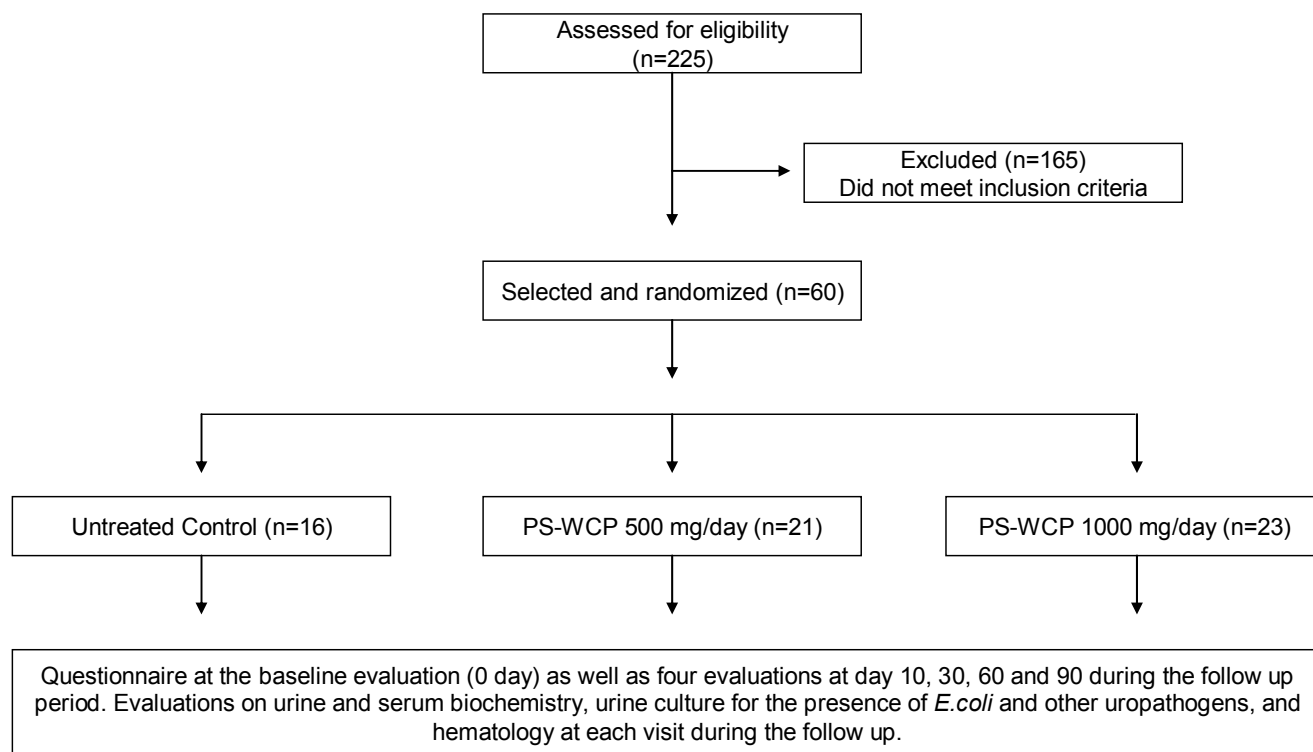 Assessed for eligibility
(n=225)
Excluded (n=165)
Did not meet inclusion criteria
Selected and randomized (n=60)
Untreated Control (n=16)
PS-WCP 500 mg/day (n=21)
PS-WCP 1000 mg/day (n=23)
Questionnaire at the baseline evaluation (0 day) as well as four evaluations at day 10, 30, 60 and 90 during the follow up
period. Evaluations on urine and serum biochemistry, urine culture for the presence of E.coli and other uropathogens, and
hematology at each visit during the follow up.